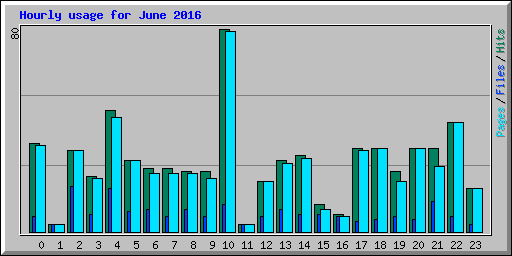 Hourly usage for June 2016
80
Pages/Files/Hits
0 1 2 3 4 5 6 7 8 9 10 11 12 13 14 15 16 17 18 19 20 21 22 23